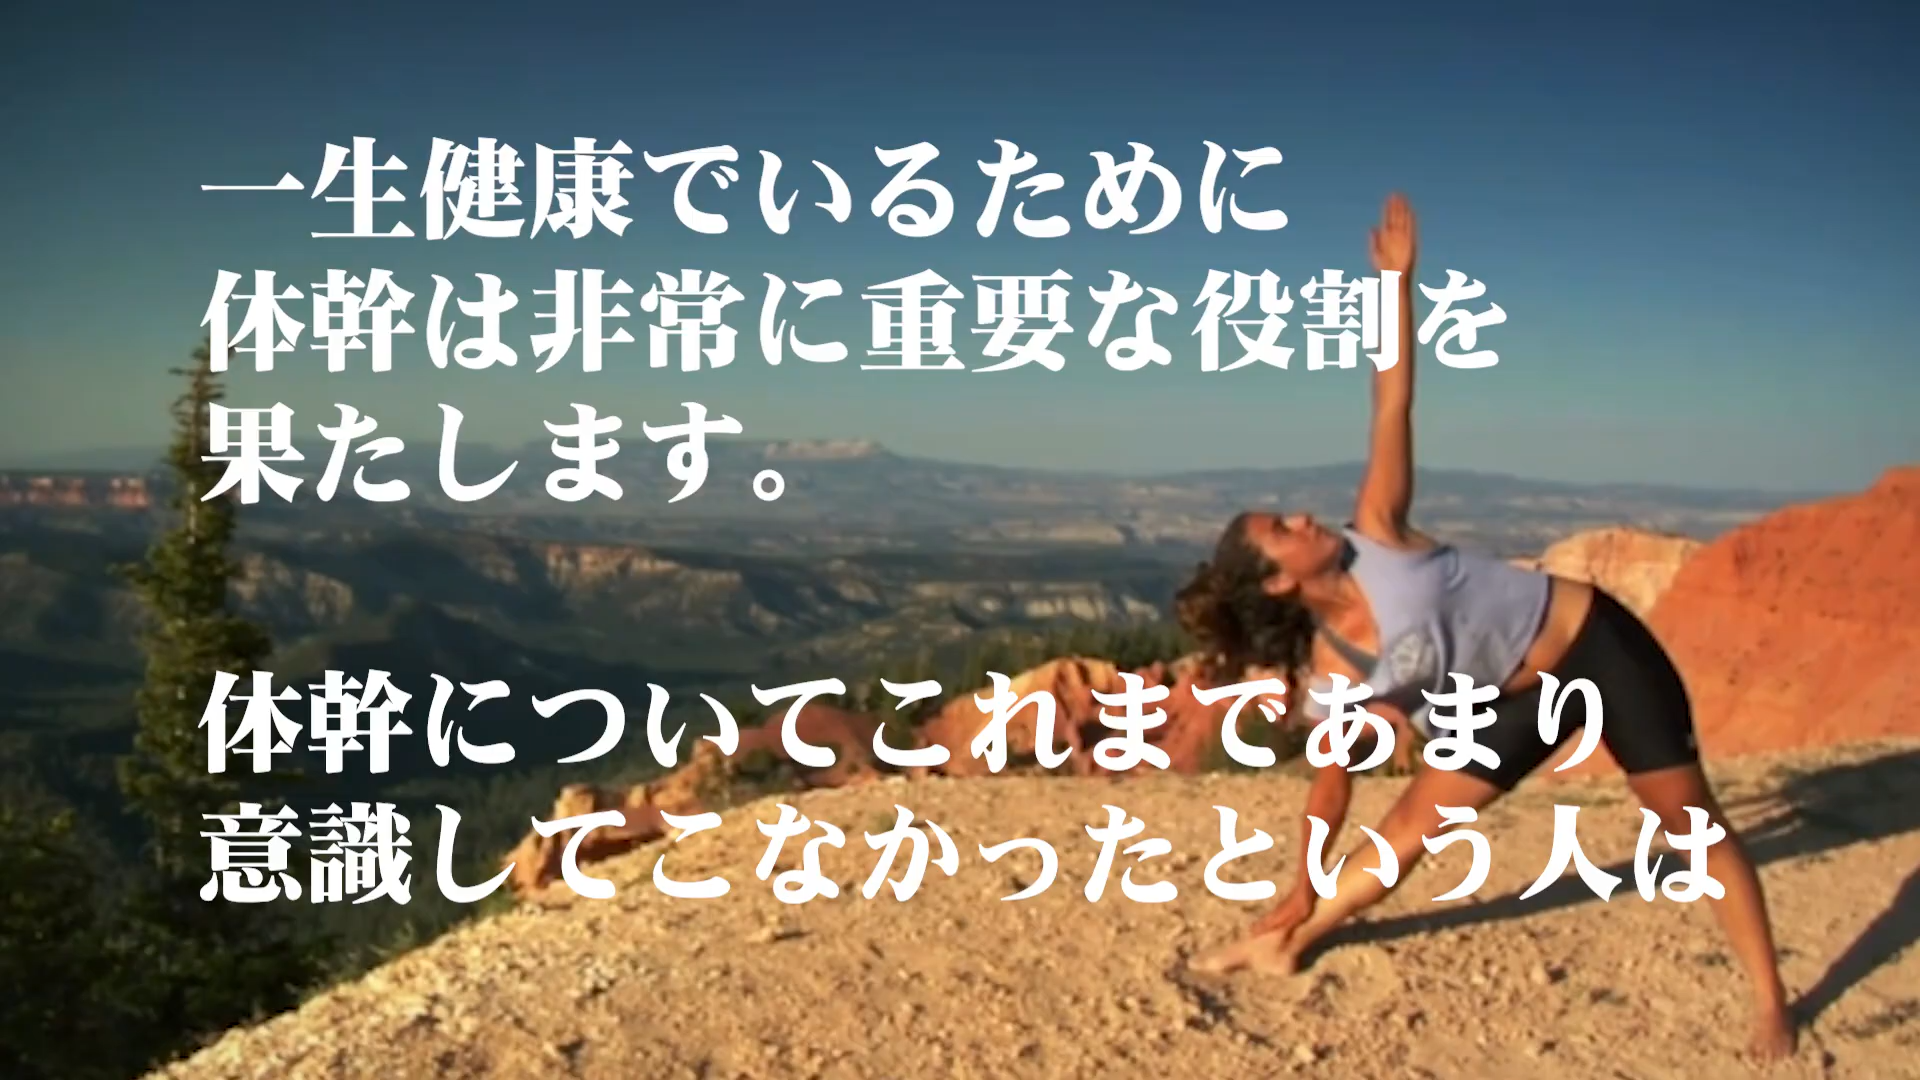 一生健康でいるために
体幹は非常に重要な役割を
果たします。
体幹についてこれまであまり
意識してこなかったという人は